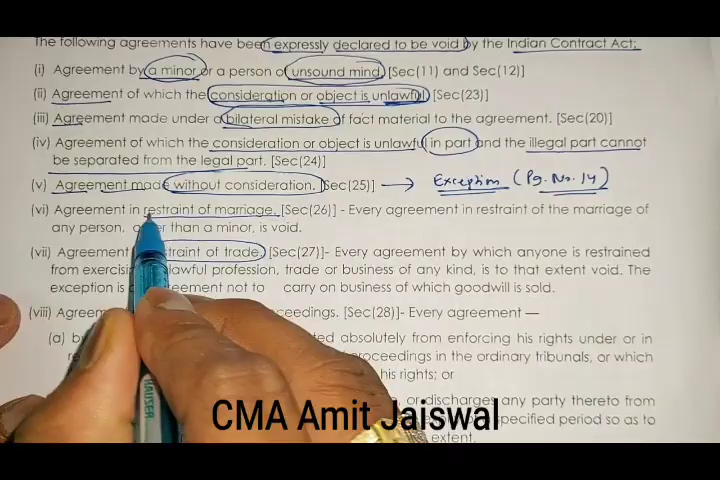 The following agreements have been expressly declared to be void by the Indian Contract Act:
(i) Agreement by a minor or a person of unsound mind. [Sec(11) and Sec(12]
(ii) Agreement of which the consideration or object is unlawful. [Sec(23)]
(iii) Agreement made under a bilateral mistake of fact material to the agreement. [Sec(20)]
(iv) Agreement of which the consideration or object is unlawful in part and the illegal part cannot
be separated from the legal part. [Sec(24)]
(v) Agreement made without consideration. [Sec(25)] → Exception (Pg. No. 14)
(vi) Agreement in restraint of marriage. [Sec(26)] - Every agreement in restraint of the marriage of
any person, than a minor, is void.
(vii) Agreement of trade. [Sec(27)]- Every agreement by which anyone is restrained
from lawful profession, trade or business of any kind, is to that extent void. The
exception is not to carry on business of which goodwill is sold.
(viii) [Sec(28)]- Every agreement —
(a) absolutely from enforcing his rights under or in
proceedings in the ordinary tribunals, or which
his rights; or
or discharges any party thereto from
specified period so as to
extent.
HAUSER
CMA Amit Jaiswal